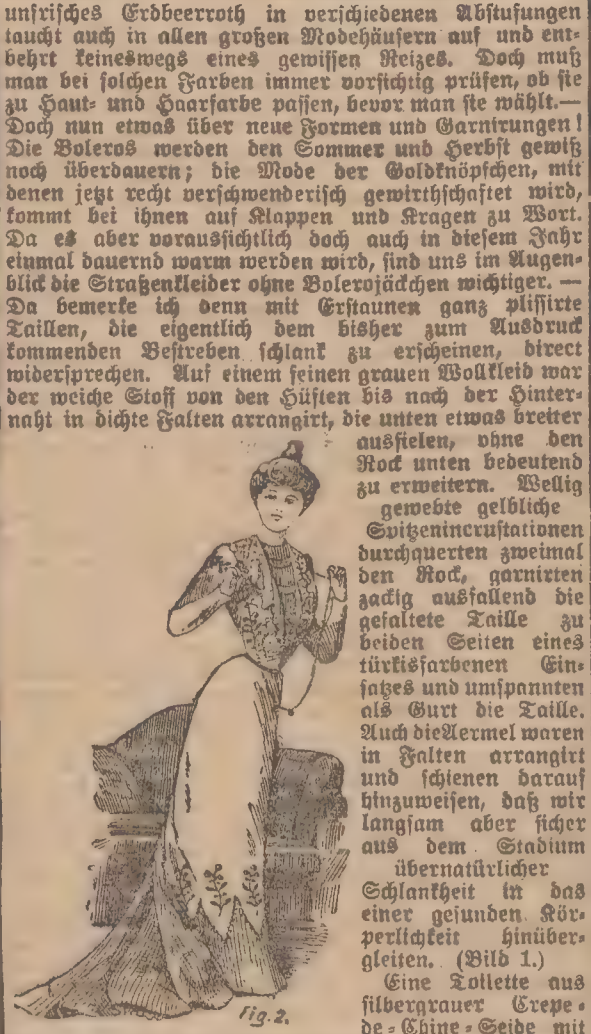 unfrisches Erdbeerroth in verschiedenen Abstufungen
taucht auch in allen großen Modehäusern auf und ent-
behrt keineswegs eines gewissen Reizes. Doch muß
man bei solchen Farben immer vorsichtig prüfen, ob sie
zu Haut- und Haarfarbe passen, bevor man sie wählt.—
Doch nun etwas über neue Formen und Garnirungen!
Die Boleros werden den Sommer und Herbst gewiß
noch überdauern; die Mode der Goldknöpfchen, mit
denen jetzt recht verschwenderisch gewirthschaftet wird,
kommt bei ihnen auf Klappen und Kragen zu Wort.
Da es aber voraussichtlich doch auch in diesem Jahr
einmal dauernd warm werden wird, sind uns im Augen-
blick die Straßenkleider ohne Bolerojäckchen wichtiger. —
Da bemerke ich denn mit Erstaunen ganz plissirte
Taillen, die eigentlich dem bisher zum Ausdruck
kommenden Bestreben schlank zu erscheinen, direct
widersprechen. Auf einem feinen grauen Wollkleid war
der weiche Stoff von den Hüften bis nach der Hinter-
naht in dichte Falten arrangirt, die unten etwas breiter
ausfielen, ohne den
Rock unten bedeutend
zu erweitern. Wellig
gewebte gelbliche
Spitzenincrustationen
durchquerten zweimal
den Rock, garnirten
zackig ausfallend die
gefaltete Taille zu
beiden Seiten eines
türkisfarbenen Ein-
satzes und umspannten
als Gurt die Taille.
Auch die Aermel waren
in Falten arrangirt
und schienen darauf
hinzuweisen, daß wir
langsam aber sicher
aus dem Stadium
übernatürlicher
Schlankheit in das
einer gesunden Kör-
perlichkeit hinüber-
gleiten. (Bild 1.)
Eine Toilette aus
silbergrauer Crepe-
de-Chine-Seide mit
Fig. 2.